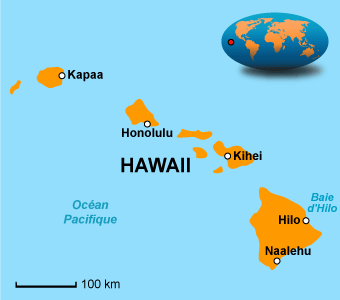 Kapaa
Honolulu
Kihei
HAWAII
Baie
d'Hilo
Océan
Pacifique
Hilo
Naalehu
100 km